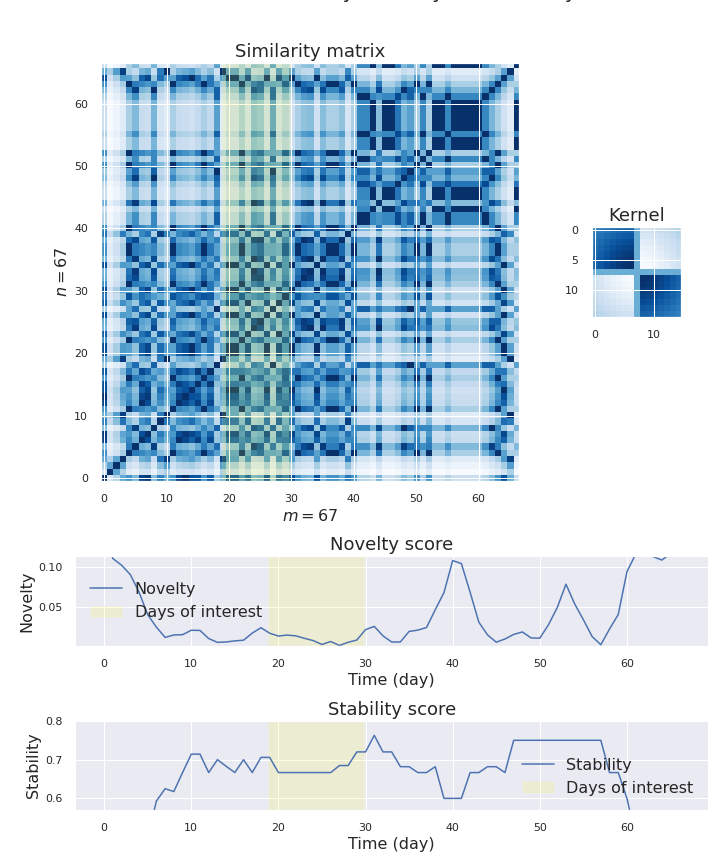 Similarity matrix
60
50
40
30
20
10
0
n = 67
0 10 20 30 40 50 60
m = 67
Kernel
0
5
10
0 10
Novelty score
0.10
0.05
Novelty
Novelty
Days of interest
0 10 20 30 40 50 60
Time (day)
Stability score
0.8
0.7
0.6
Stability
Stability
Days of interest
0 10 20 30 40 50 60
Time (day)